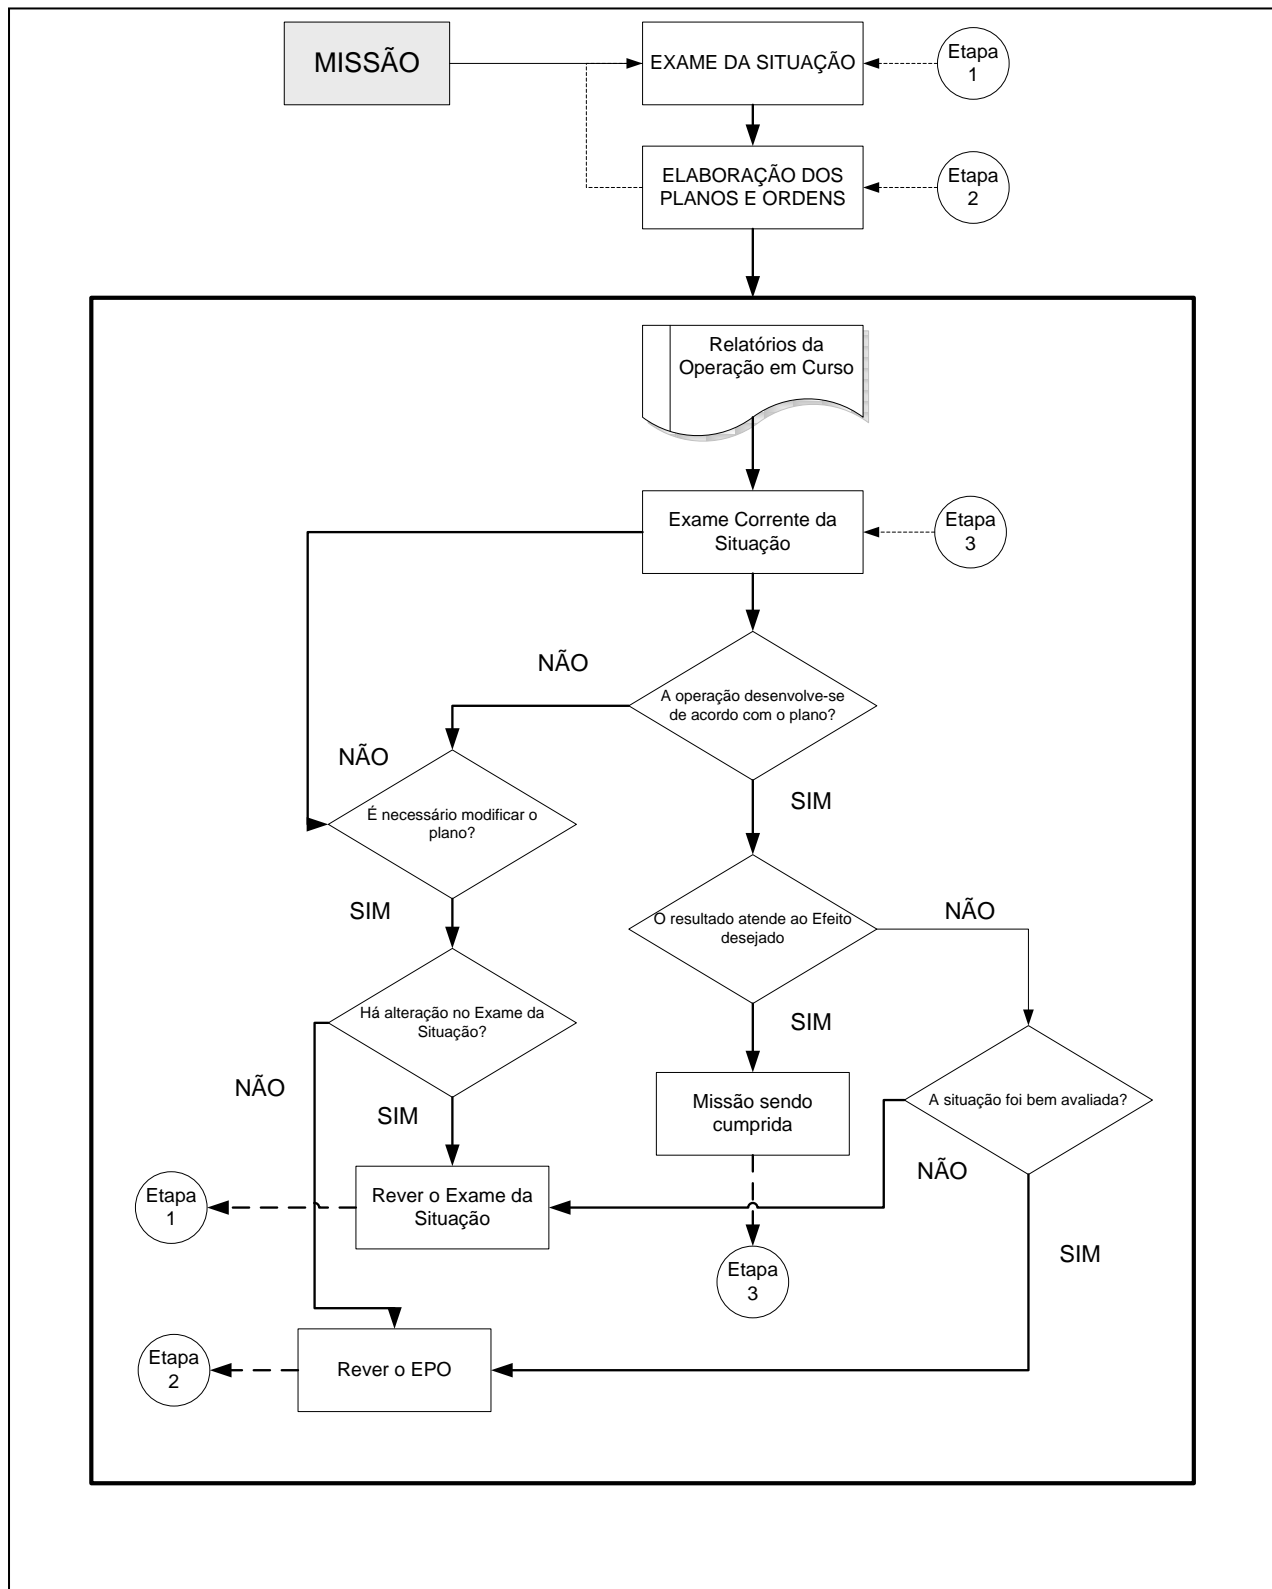 MISSÃO
EXAME DA SITUAÇÃO
Etapa
1
ELABORAÇÃO DOS
PLANOS E ORDENS
Etapa
2
Relatórios da
Operação em Curso
Exame Corrente da
Situação
Etapa
3
NÃO
A operação desenvolve-se
de acordo com o plano?
NÃO
SIM
É necessário modificar o
plano?
SIM
O resultado atende ao Efeito
desejado
NÃO
Há alteração no Exame da
Situação?
SIM
NÃO
SIM
Missão sendo
cumprida
A situação foi bem avaliada?
NÃO
Etapa
1
Rever o Exame da
Situação
SIM
Etapa
3
Etapa
2
Rever o EPO